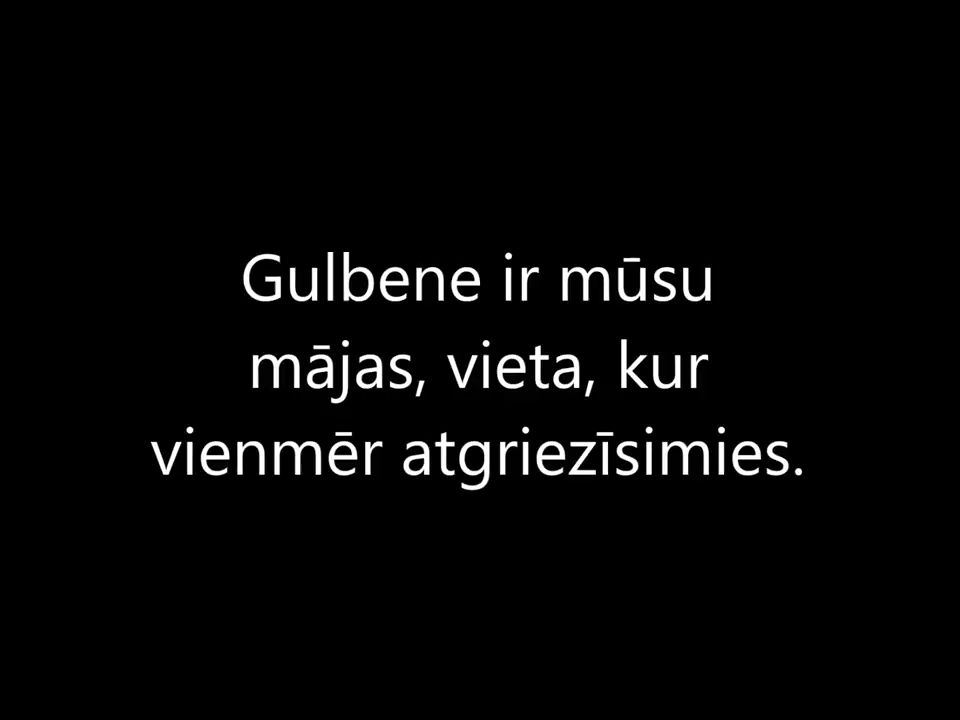 Gulbene ir mūsu
mājas, vieta, kur
vienmēr atgriezīsimies.